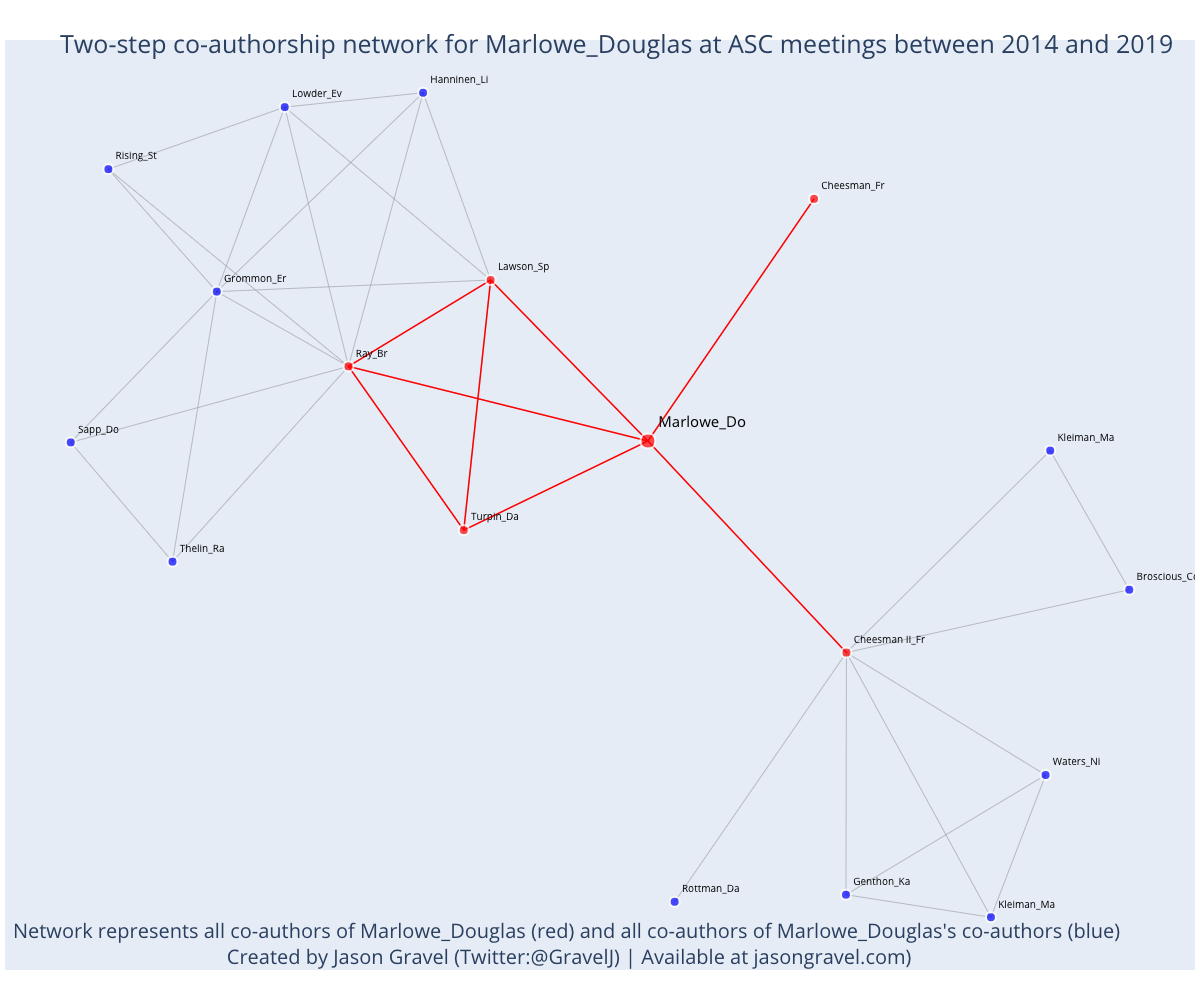 Two-step co-authorship network for Marlowe_Douglas at ASC meetings between 2014 and 2019
Hanninen_Li
Lowder_Ev
Rising_St
Cheesman_Fr
Lawson_Sp
Grommon_Er
Ray_Br
Marlowe_Do
Sapp_Do
Kleiman_Ma
Turpin_Da
Thelin_Ra
Broscious_Co
Cheesman II_Fr
Waters_Ni
Genthon_Ka
Rottman_Da
Kleiman_Ma
Network represents all co-authors of Marlowe_Douglas (red) and all co-authors of Marlowe_Douglas's co-authors (blue)
Created by Jason Gravel (Twitter:@GravelJ) | Available at jasongravel.com)